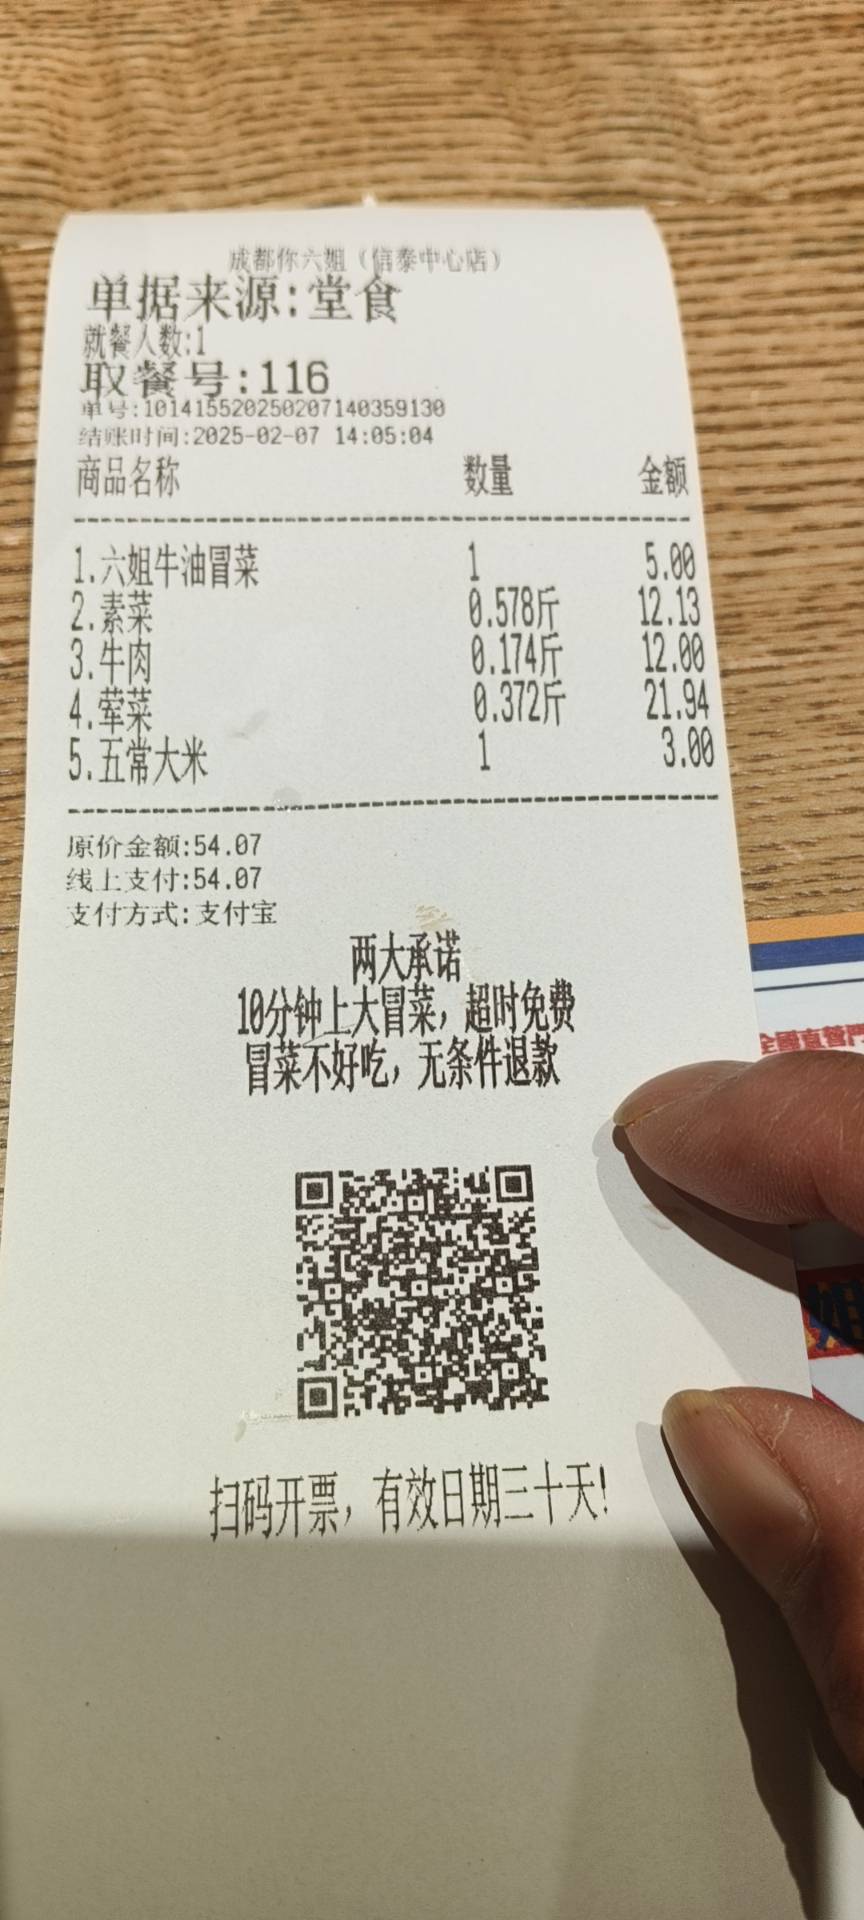 成都你六姐（信泰中心店）
单据来源:堂食
就餐人数:1
取餐号:116
单号:101415520250207140359130
结账时间:2025-02-07 14:05:04
商品名称 数量 金额
1.六姐牛油冒菜 1 5.00
2.素菜 0.578斤 12.13
3.牛肉 0.174斤 12.00
4.荤菜 0.372斤 21.94
5.五常大米 1 3.00
原价金额:54.07
线上支付:54.07
支付方式:支付宝
两大承诺
10分钟上大冒菜，超时免费
冒菜不好吃，无条件退款
全國直營門
扫码开票，有效日期三十天!